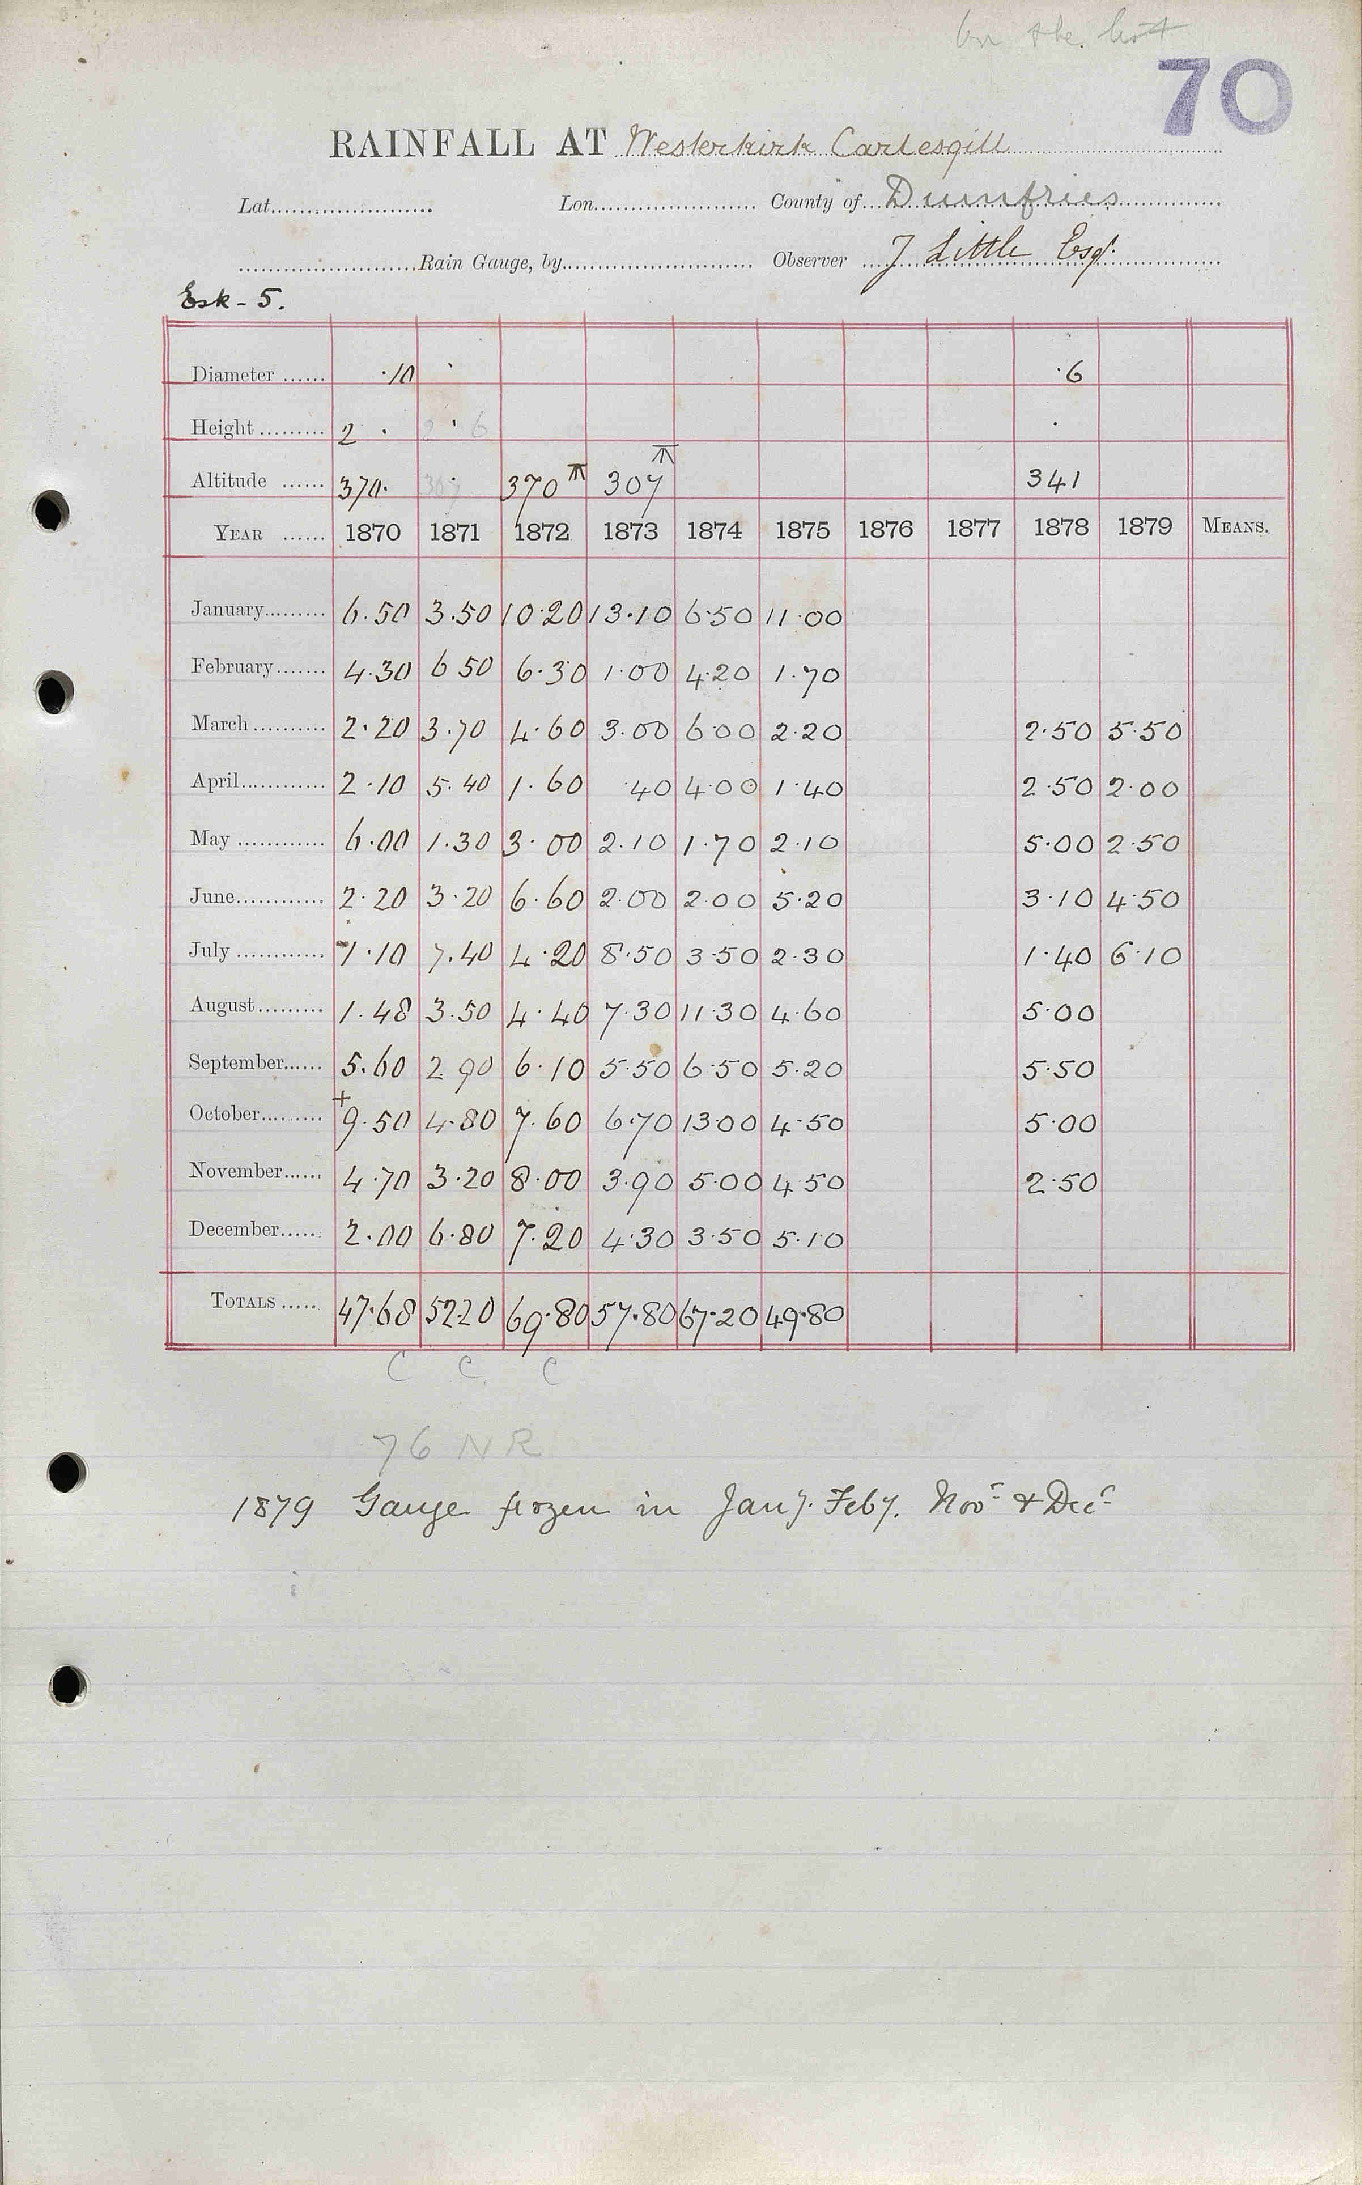 on the list
70
RAINFALL AT Westerkirk Carlesgill
Lat. Lon. County of Dumfries
Rain Gauge, by Observer J Little Esqr.
Esk - 5.
Diameter ...... ·10 · ·6
Height ......... 2 · · 6 ·
Altitude ...... 370· 307 370 307 341
YEAR ...... 1870 1871 1872 1873 1874 1875 1876 1877 1878 1879 MEANS.
January......... 6.50 3.50 10.20 13.10 6.50 11.00
February....... 4.30 6 50 6.30 1.00 4.20 1.70
March.......... 2.20 3.70 4.60 3.00 6.00 2.20 2.50 5.50
April............ 2.10 5.40 1.60 .40 4.00 1.40 2.50 2.00
May ............ 6.00 1.30 3.00 2.10 1.70 2.10 5.00 2.50
June............ 2.20 3.20 6.60 2.00 2.00 5.20 3.10 4.50
July ............ 1.10 7.40 4.20 8.50 3.50 2.30 1.40 6.10
August......... 1.48 3.50 4.40 7.30 11.30 4.60 5.00
September...... 5.60 2.90 6.10 5.50 6.50 5.20 5.50
October......... + 9.50 4.80 7.60 6.70 13.00 4.50 5.00
November...... 4.70 3.20 8.00 3.90 5.00 4.50 2.50
December...... 2.00 6.80 7.20 4.30 3.50 5.10
TOTALS ...... 47.68 52.20 69.80 57.80 67.20 49.80
C C C
76 N R
1879 Gauge frozen in Jany. Feby. Novr & Decr